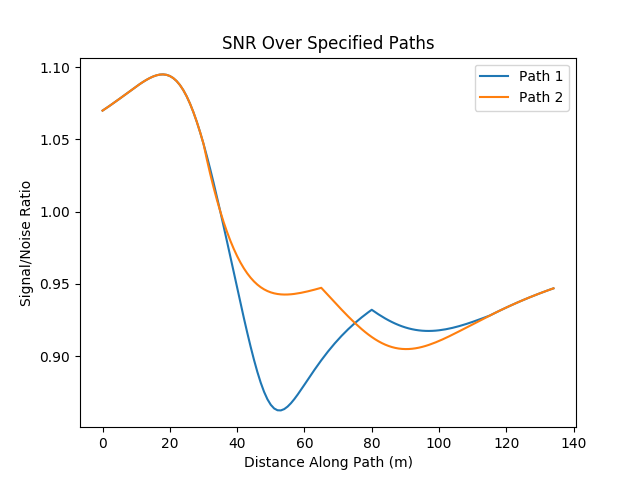 SNR Over Specified Paths
Signal/Noise Ratio
1.10
1.05
1.00
0.95
0.90
Path 1
Path 2
0
20
40
60
80
100
120
140
Distance Along Path (m)